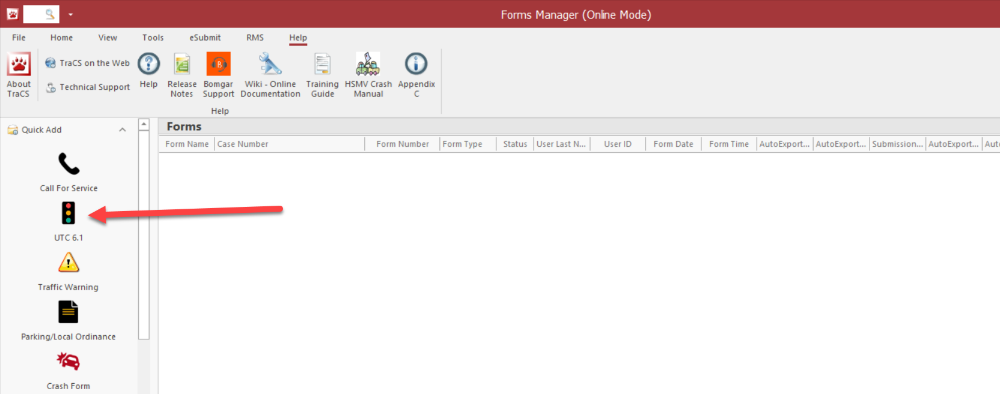 Forms Manager (Online Mode)
File Home View Tools eSubmit RMS Help
About TraCS
TraCS on the Web
Technical Support
Help
Release Notes
B
Bomgar Support
Wiki - Online Documentation
Training Guide
HSMV Crash Manual
Appendix C
Help
Quick Add
Call For Service
UTC 6.1
Traffic Warning
Parking/Local Ordinance
Crash Form
Forms
Form Name Case Number Form Number Form Type Status User Last N... User ID Form Date Form Time AutoExport... AutoExport... Submission... AutoExport... Aut